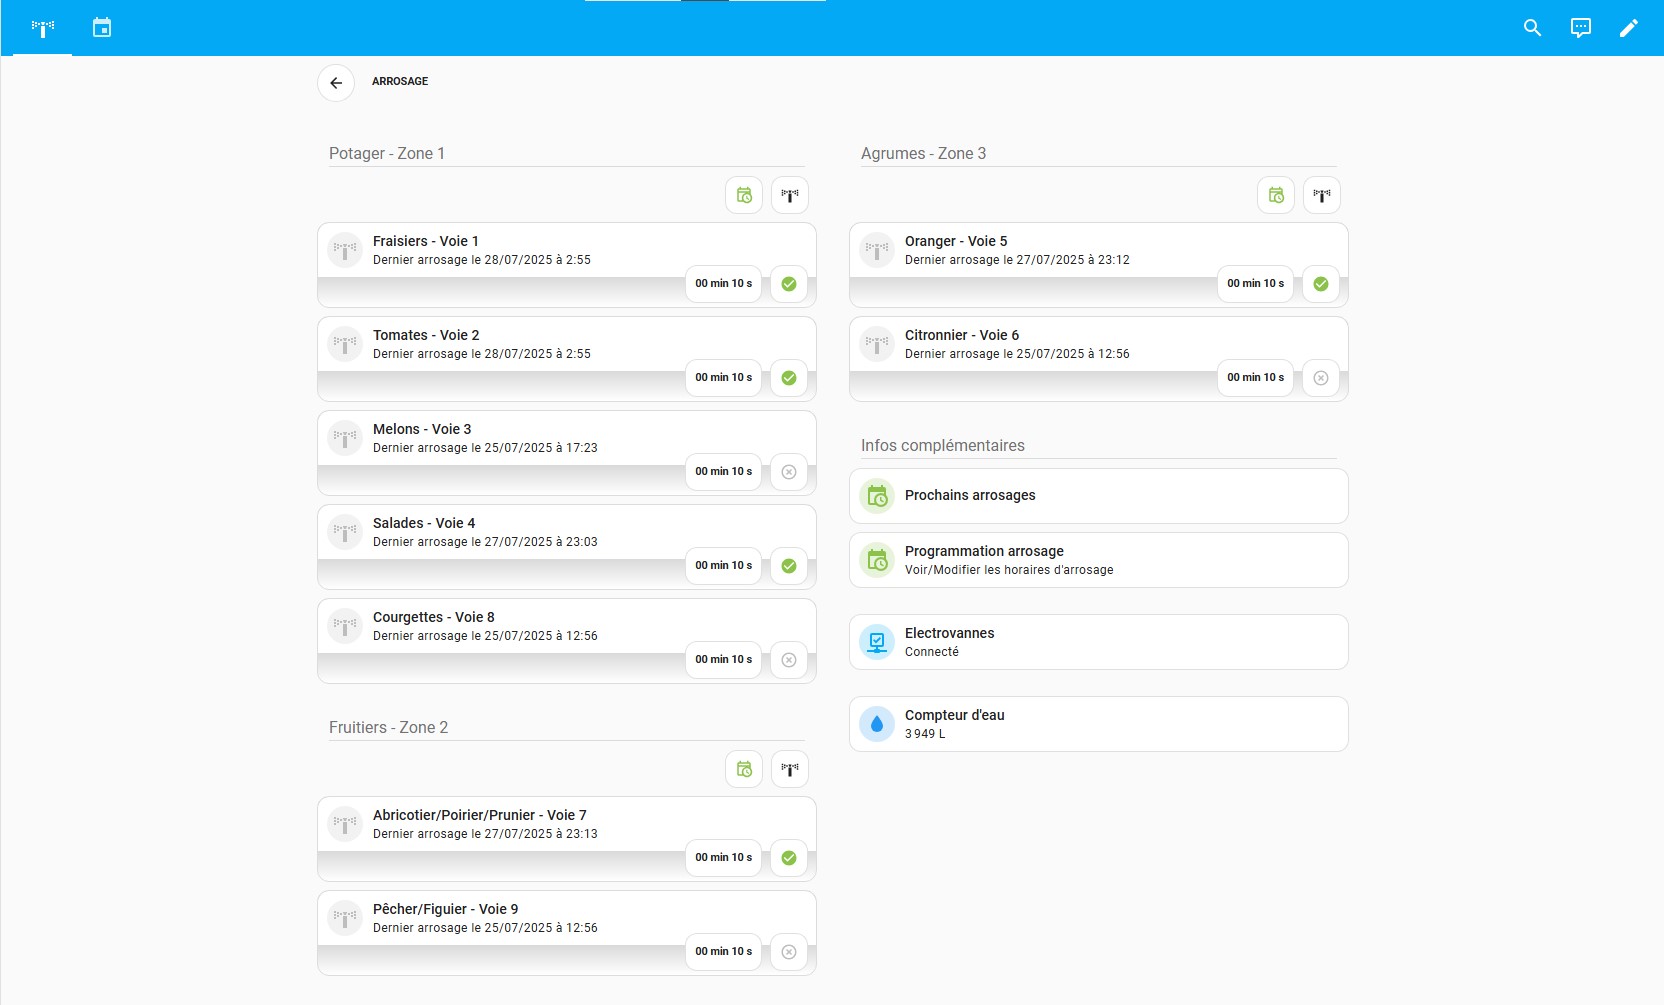 ARROSAGE
Potager - Zone 1
Fraisiers - Voie 1
Dernier arrosage le 28/07/2025 à 2:55
00 min 10 s
Tomates - Voie 2
Dernier arrosage le 28/07/2025 à 2:55
00 min 10 s
Melons - Voie 3
Dernier arrosage le 25/07/2025 à 17:23
00 min 10 s
Salades - Voie 4
Dernier arrosage le 27/07/2025 à 23:03
00 min 10 s
Courgettes - Voie 8
Dernier arrosage le 25/07/2025 à 12:56
00 min 10 s
Fruitiers - Zone 2
Abricotier/Poirier/Prunier - Voie 7
Dernier arrosage le 27/07/2025 à 23:13
00 min 10 s
Pêcher/Figuier - Voie 9
Dernier arrosage le 25/07/2025 à 12:56
00 min 10 s
Agrumes - Zone 3
Oranger - Voie 5
Dernier arrosage le 27/07/2025 à 23:12
00 min 10 s
Citronnier - Voie 6
Dernier arrosage le 25/07/2025 à 12:56
00 min 10 s
Infos complémentaires
Prochains arrosages
Programmation arrosage
Voir/Modifier les horaires d'arrosage
Electrovannes
Connecté
Compteur d'eau
3 949 L